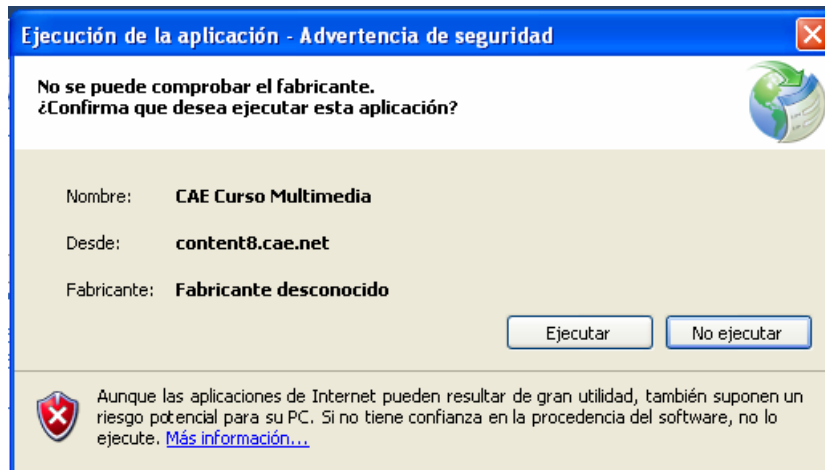 Ejecución de la aplicación - Advertencia de seguridad
No se puede comprobar el fabricante.
¿Confirma que desea ejecutar esta aplicación?
Nombre: CAE Curso Multimedia
Desde: content8.cae.net
Fabricante: Fabricante desconocido
Ejecutar No ejecutar
Aunque las aplicaciones de Internet pueden resultar de gran utilidad, también suponen un
riesgo potencial para su PC. Si no tiene confianza en la procedencia del software, no lo
ejecute. Más información...